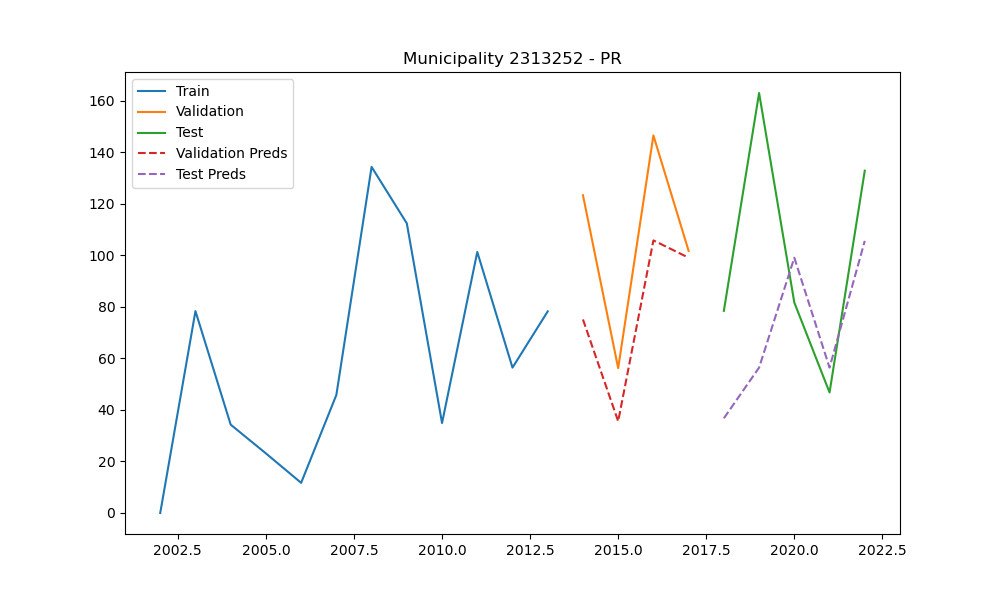 Municipality 2313252 - PR
Train
Validation
Test
Validation Preds
Test Preds
160
140
120
100
80
60
40
20
0
2002.5 2005.0 2007.5 2010.0 2012.5 2015.0 2017.5 2020.0 2022.5